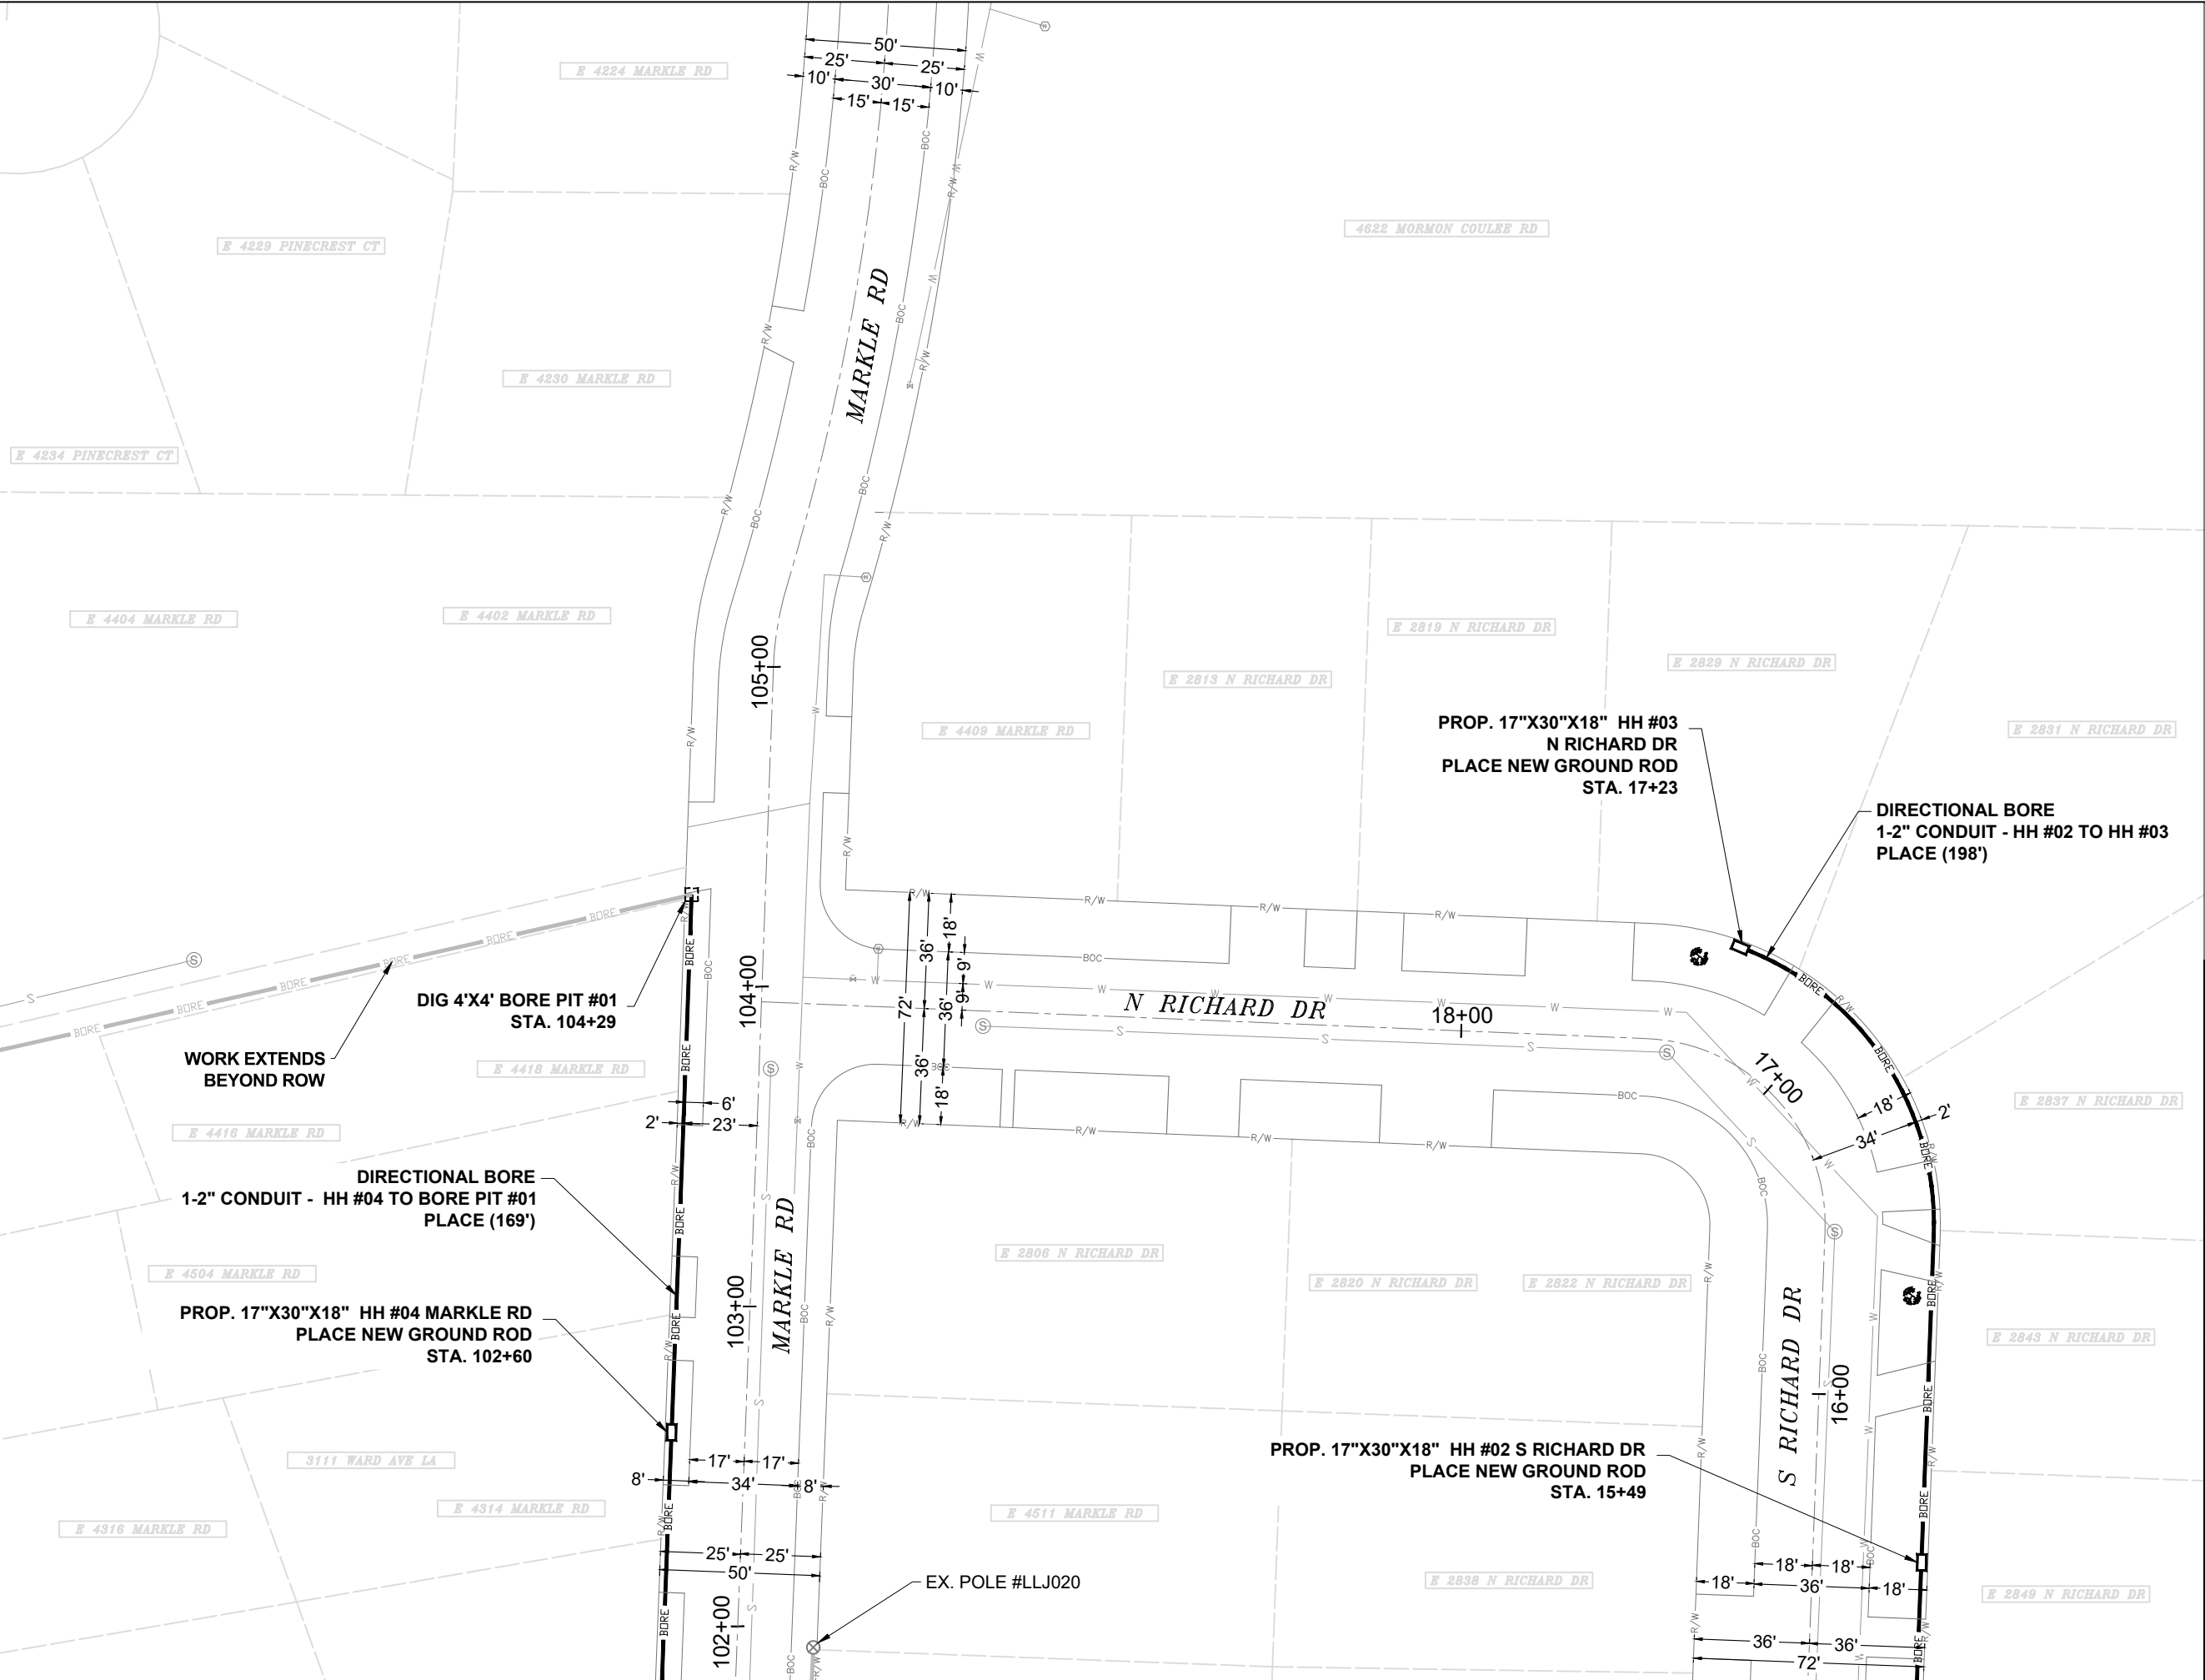 50'
25'
25'
10'
30'
10'
15'
15'
E 4224 MARKLE RD
E 4229 PINECREST CT
4622 MORMON COULEE RD
E 4230 MARKLE RD
MARKLE RD
E 4234 PINECREST CT
E 4404 MARKLE RD
E 4402 MARKLE RD
105+00
E 2819 N RICHARD DR
E 2829 N RICHARD DR
E 2813 N RICHARD DR
E 4409 MARKLE RD
E 2831 N RICHARD DR
PROP. 17"X30"X18"  HH #03
N RICHARD DR
PLACE NEW GROUND ROD
STA. 17+23
DIRECTIONAL BORE
1-2" CONDUIT - HH #02 TO HH #03
PLACE (198')
DIG 4'X4' BORE PIT #01
STA. 104+29
104+00
72'
36'
36'
18'
9'
9'
36'
18'
N RICHARD DR
18+00
17+00
WORK EXTENDS
BEYOND ROW
E 4418 MARKLE RD
6'
2'
23'
E 4416 MARKLE RD
18'
2'
34'
E 2837 N RICHARD DR
DIRECTIONAL BORE
1-2" CONDUIT -  HH #04 TO BORE PIT #01
PLACE (169')
MARKLE RD
E 4504 MARKLE RD
E 2806 N RICHARD DR
E 2820 N RICHARD DR
E 2822 N RICHARD DR
PROP. 17"X30"X18"  HH #04 MARKLE RD
PLACE NEW GROUND ROD
STA. 102+60
103+00
S RICHARD DR
16+00
E 2843 N RICHARD DR
3111 WARD AVE LA
17'
17'
8'
34'
8'
PROP. 17"X30"X18"  HH #02 S RICHARD DR
PLACE NEW GROUND ROD
STA. 15+49
E 4314 MARKLE RD
E 4316 MARKLE RD
E 4511 MARKLE RD
25'
25'
50'
EX. POLE #LLJ020
102+00
E 2838 N RICHARD DR
18'
18'
18'
36'
18'
E 2849 N RICHARD DR
36'
36'
72'
R/W
BOC
W
S
BORE